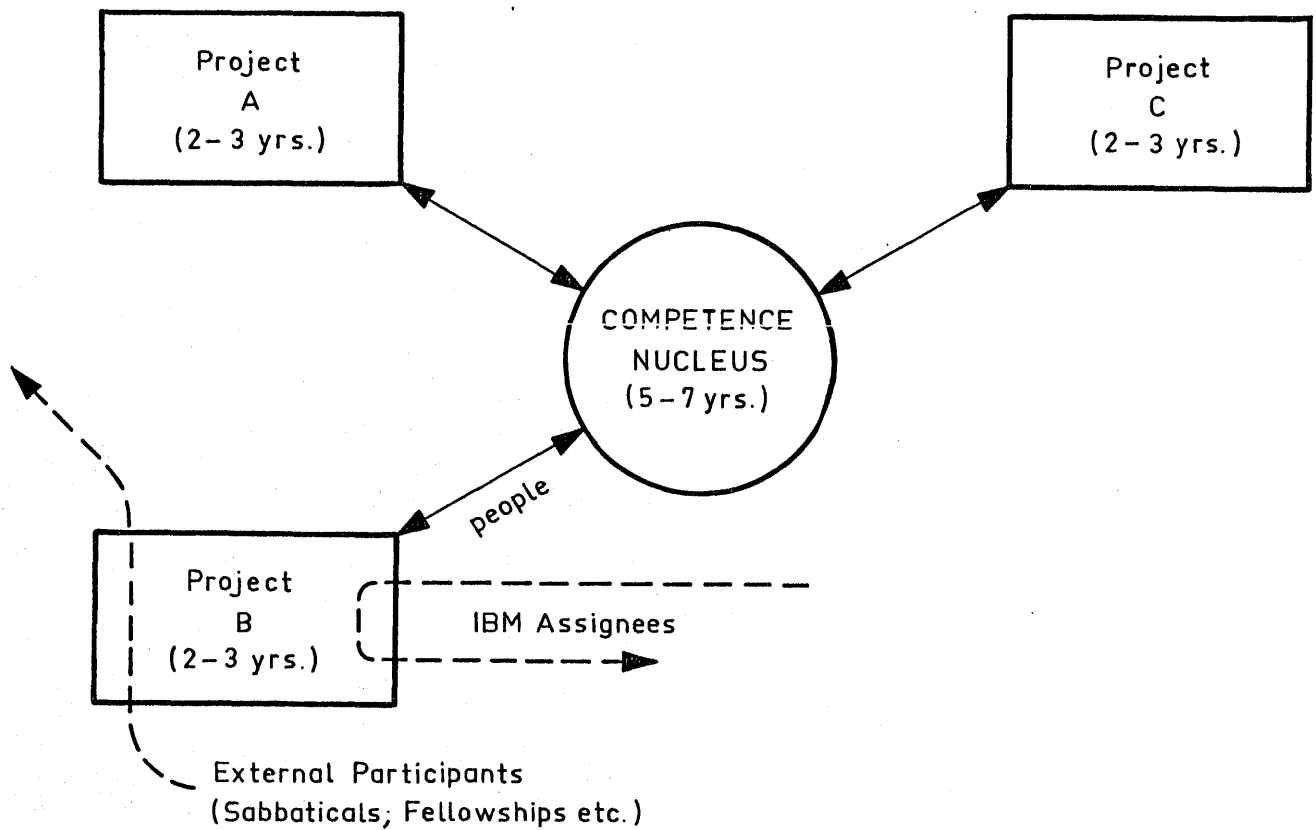 Project
A
(2-3 yrs.)
Project
C
(2-3 yrs.)
COMPETENCE
NUCLEUS
(5-7 yrs.)
people
Project
B
(2-3 yrs.)
IBM Assignees
External Participants
(Sabbaticals; Fellowships etc.)